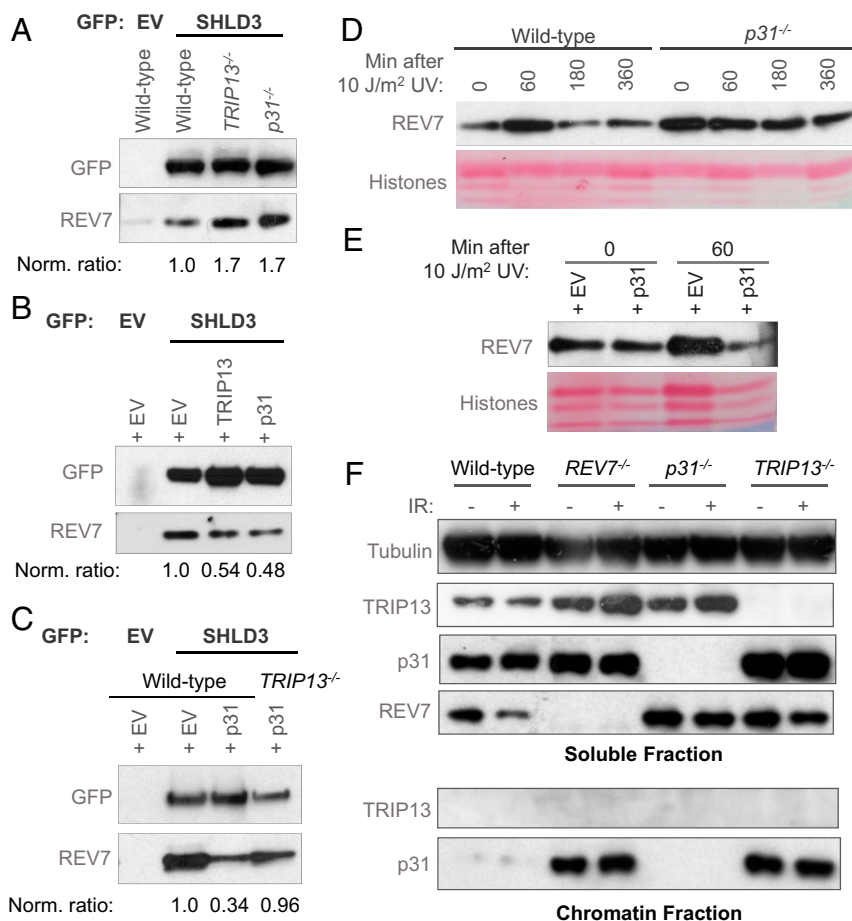 A
GFP: EV SHLD3
Wild-type
Wild-type
TRIP13-/-
p31-/-
GFP
REV7
Norm. ratio: 1.0 1.7 1.7
B
GFP: EV SHLD3
+ EV
+ EV
+ TRIP13
+ p31
GFP
REV7
Norm. ratio: 1.0 0.54 0.48
C
GFP: EV SHLD3
Wild-type TRIP13-/-
+ EV
+ EV
+ p31
+ p31
GFP
REV7
Norm. ratio: 1.0 0.34 0.96
D
Wild-type p31-/-
Min after
10 J/m² UV:
0 60 180 360 0 60 180 360
REV7
Histones
E
Min after
10 J/m² UV:
0 60
+ EV
+ p31
+ EV
+ p31
REV7
Histones
F
Wild-type REV7-/- p31-/- TRIP13-/-
IR: - + - + - + - +
Tubulin
TRIP13
p31
REV7
Soluble Fraction
TRIP13
p31
Chromatin Fraction